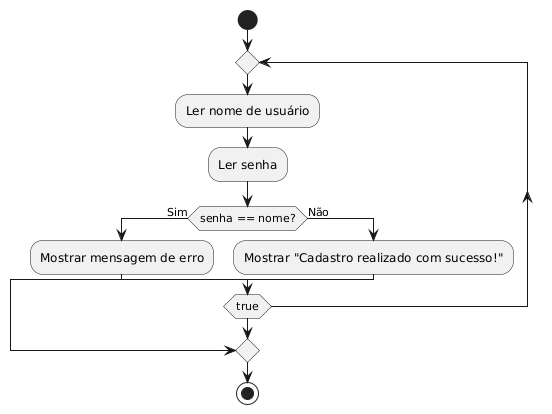 Ler nome de usuário
Ler senha
Sim
senha == nome?
Não
Mostrar mensagem de erro
Mostrar "Cadastro realizado com sucesso!"
true